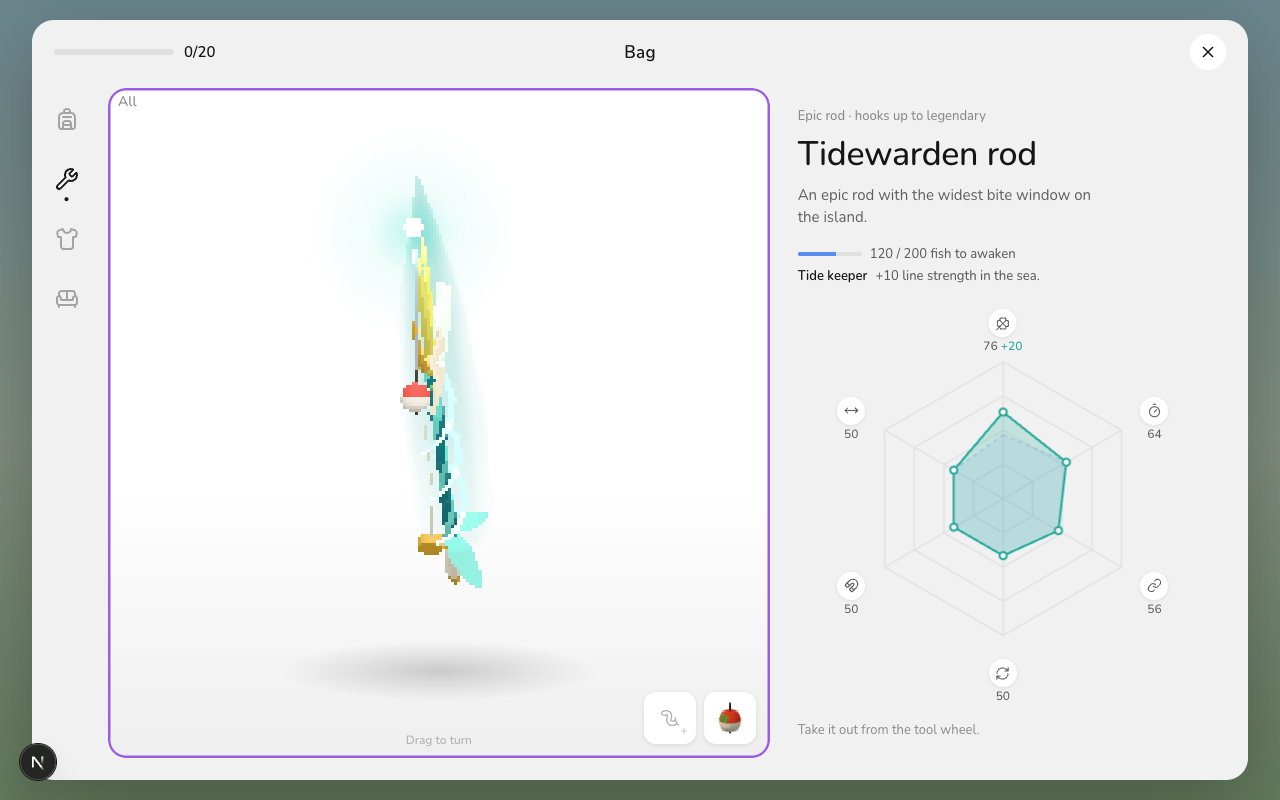 0/20
Bag
All
Epic rod · hooks up to legendary
Tidewarden rod
An epic rod with the widest bite window on
the island.
120 / 200 fish to awaken
Tide keeper +10 line strength in the sea.
76 +20
50
64
50
56
50
Take it out from the tool wheel.
Drag to turn
N